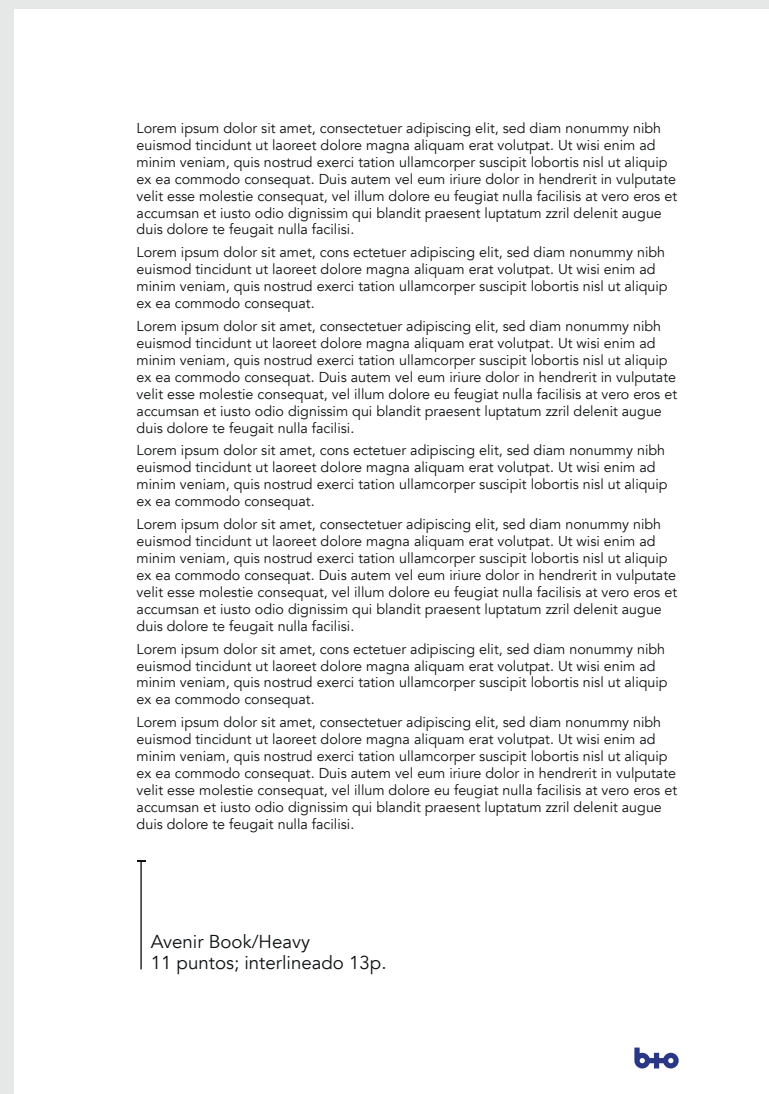 Lorem ipsum dolor sit amet, consectetuer adipiscing elit, sed diam nonummy nibh
euismod tincidunt ut laoreet dolore magna aliquam erat volutpat. Ut wisi enim ad
minim veniam, quis nostrud exerci tation ullamcorper suscipit lobortis nisl ut aliquip
ex ea commodo consequat. Duis autem vel eum iriure dolor in hendrerit in vulputate
velit esse molestie consequat, vel illum dolore eu feugiat nulla facilisis at vero eros et
accumsan et iusto odio dignissim qui blandit praesent luptatum zzril delenit augue
duis dolore te feugait nulla facilisi.
Lorem ipsum dolor sit amet, cons ectetuer adipiscing elit, sed diam nonummy nibh
euismod tincidunt ut laoreet dolore magna aliquam erat volutpat. Ut wisi enim ad
minim veniam, quis nostrud exerci tation ullamcorper suscipit lobortis nisl ut aliquip
ex ea commodo consequat.
Lorem ipsum dolor sit amet, consectetuer adipiscing elit, sed diam nonummy nibh
euismod tincidunt ut laoreet dolore magna aliquam erat volutpat. Ut wisi enim ad
minim veniam, quis nostrud exerci tation ullamcorper suscipit lobortis nisl ut aliquip
ex ea commodo consequat. Duis autem vel eum iriure dolor in hendrerit in vulputate
velit esse molestie consequat, vel illum dolore eu feugiat nulla facilisis at vero eros et
accumsan et iusto odio dignissim qui blandit praesent luptatum zzril delenit augue
duis dolore te feugait nulla facilisi.
Lorem ipsum dolor sit amet, cons ectetuer adipiscing elit, sed diam nonummy nibh
euismod tincidunt ut laoreet dolore magna aliquam erat volutpat. Ut wisi enim ad
minim veniam, quis nostrud exerci tation ullamcorper suscipit lobortis nisl ut aliquip
ex ea commodo consequat.
Lorem ipsum dolor sit amet, consectetuer adipiscing elit, sed diam nonummy nibh
euismod tincidunt ut laoreet dolore magna aliquam erat volutpat. Ut wisi enim ad
minim veniam, quis nostrud exerci tation ullamcorper suscipit lobortis nisl ut aliquip
ex ea commodo consequat. Duis autem vel eum iriure dolor in hendrerit in vulputate
velit esse molestie consequat, vel illum dolore eu feugiat nulla facilisis at vero eros et
accumsan et iusto odio dignissim qui blandit praesent luptatum zzril delenit augue
duis dolore te feugait nulla facilisi.
Lorem ipsum dolor sit amet, cons ectetuer adipiscing elit, sed diam nonummy nibh
euismod tincidunt ut laoreet dolore magna aliquam erat volutpat. Ut wisi enim ad
minim veniam, quis nostrud exerci tation ullamcorper suscipit lobortis nisl ut aliquip
ex ea commodo consequat.
Lorem ipsum dolor sit amet, consectetuer adipiscing elit, sed diam nonummy nibh
euismod tincidunt ut laoreet dolore magna aliquam erat volutpat. Ut wisi enim ad
minim veniam, quis nostrud exerci tation ullamcorper suscipit lobortis nisl ut aliquip
ex ea commodo consequat. Duis autem vel eum iriure dolor in hendrerit in vulputate
velit esse molestie consequat, vel illum dolore eu feugiat nulla facilisis at vero eros et
accumsan et iusto odio dignissim qui blandit praesent luptatum zzril delenit augue
duis dolore te feugait nulla facilisi.
Avenir Book/Heavy
11 puntos; interlineado 13p.
b+o